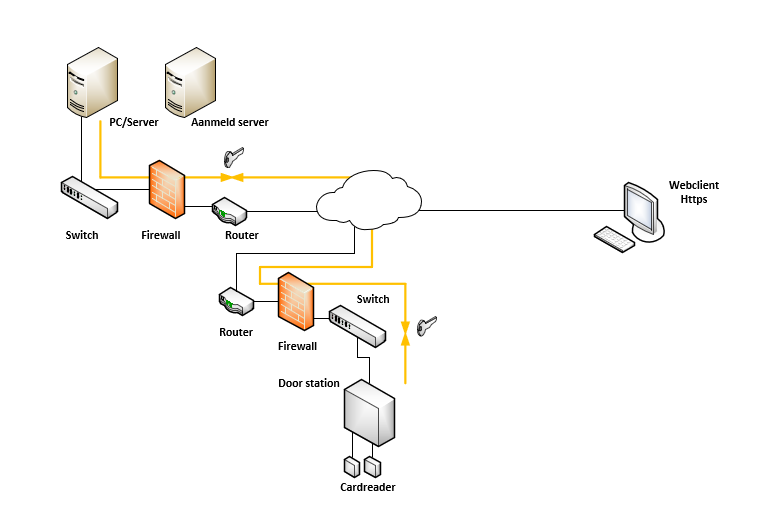 PC/Server
Aanmeld server
Webclient
Https
Switch
Firewall
Router
Switch
Router
Firewall
Door station
Cardreader